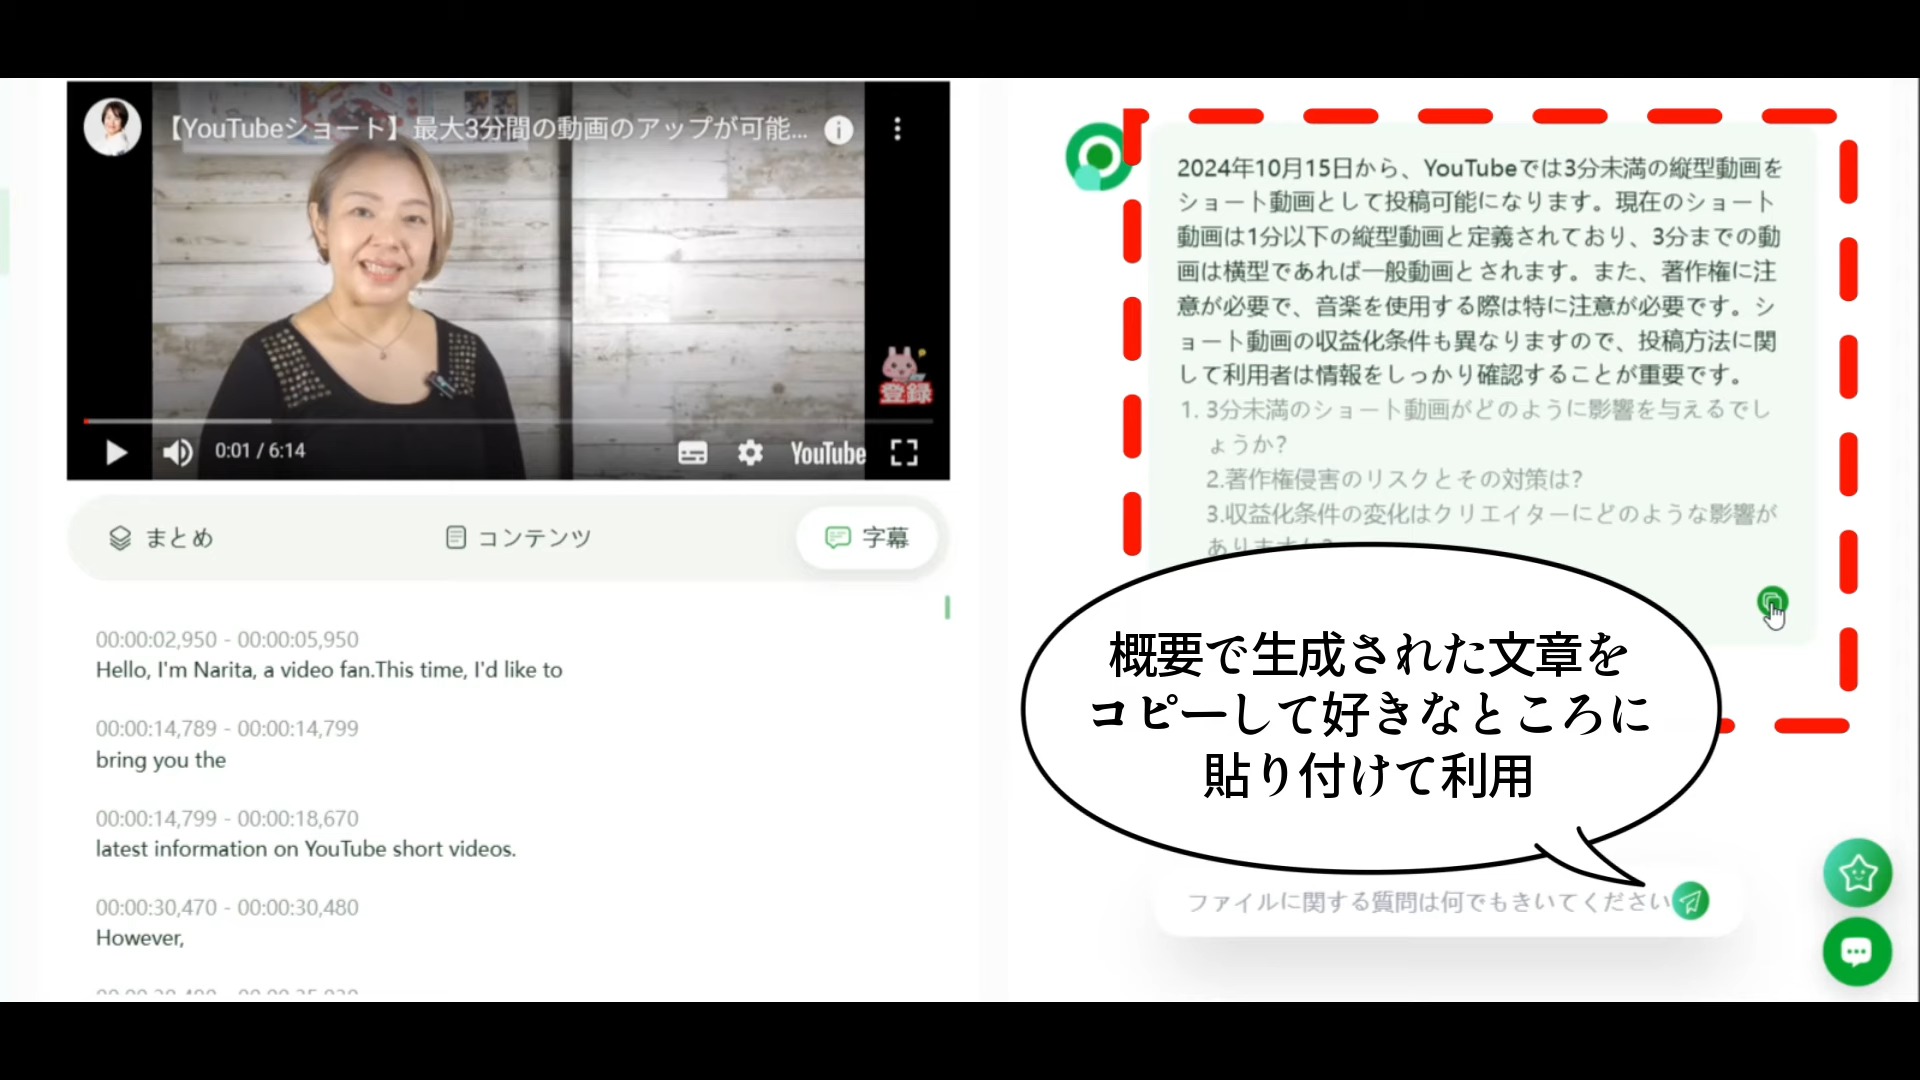 【YouTubeショート】最大3分間の動画のアップが可能...
登録
0:01 / 6:14
YouTube
まとめ
コンテンツ
字幕
00:00:02,950 - 00:00:05,950
Hello, I'm Narita, a video fan.This time, I'd like to
00:00:14,789 - 00:00:14,799
bring you the
00:00:14,799 - 00:00:18,670
latest information on YouTube short videos.
00:00:30,470 - 00:00:30,480
However,
2024年10月15日から、YouTubeでは3分未満の縦型動画を
ショート動画として投稿可能になります。現在のショート
動画は1分以下の縦型動画と定義されており、3分までの動
画は横型であれば一般動画とされます。また、著作権に注
意が必要で、音楽を使用する際は特に注意が必要です。シ
ョート動画の収益化条件も異なりますので、投稿方法に関
して利用者は情報をしっかり確認することが重要です。
1. 3分未満のショート動画がどのように影響を与えるでし
ょうか?
2.著作権侵害のリスクとその対策は?
3.収益化条件の変化はクリエイターにどのような影響が
ありますか?
概要で生成された文章を
コピーして好きなところに
貼り付けて利用
ファイルに関する質問は何でもきいてください